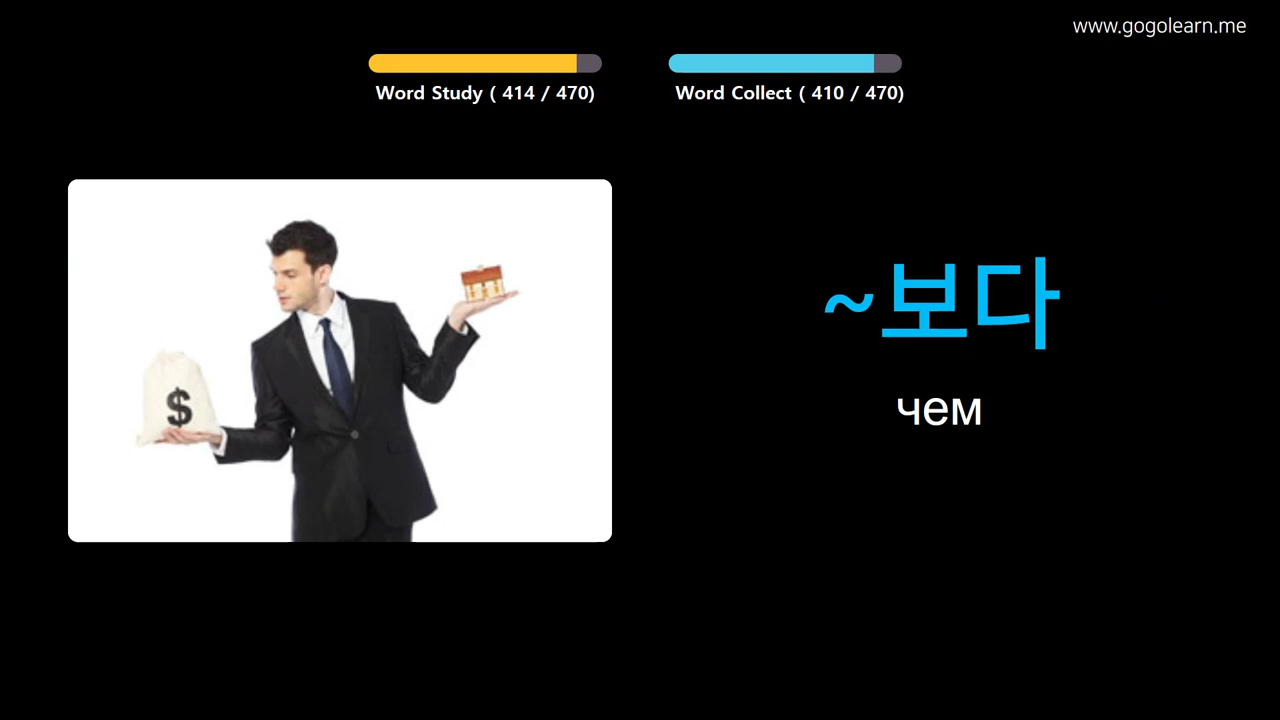 www.gogolearn.me
Word Study ( 414 / 470)
Word Collect ( 410 / 470)
$
~보다
чем